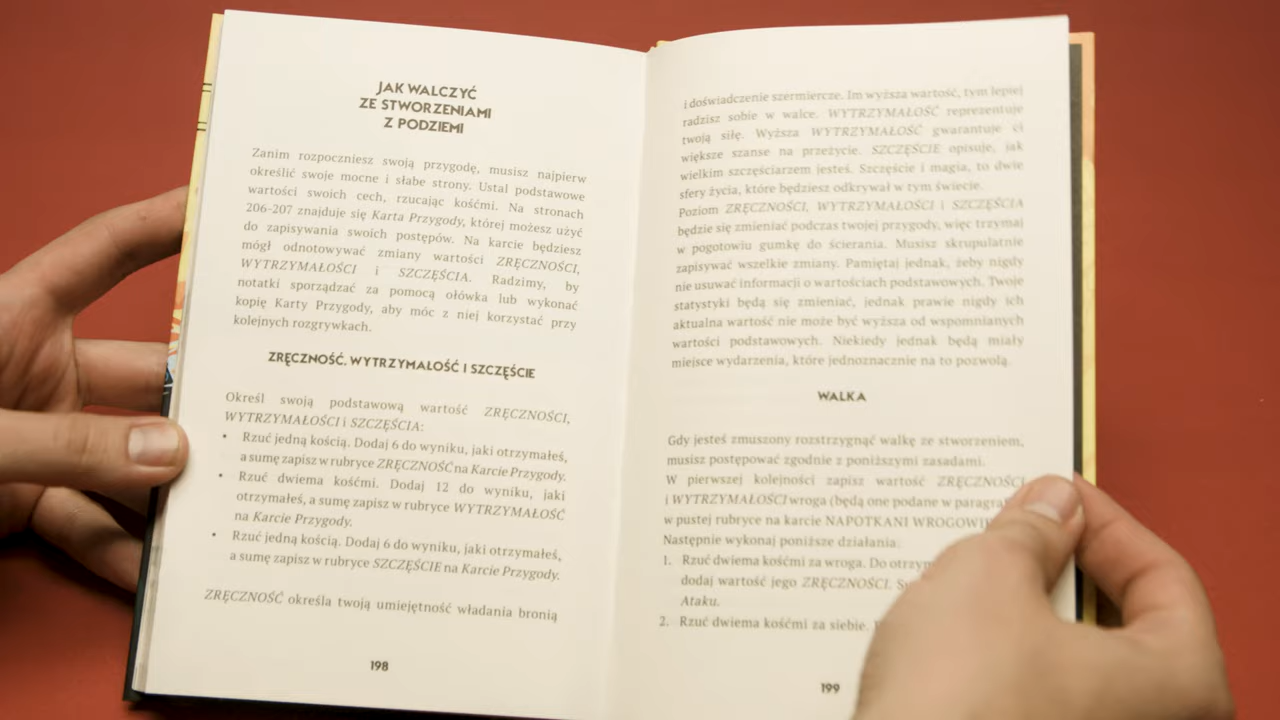 JAK WALCZYĆ
ZE STWORZENIAMI
Z PODZIEMI
Zanim rozpoczniesz swoją przygodę, musisz najpierw
określić swoje mocne i słabe strony. Ustal podstawowe
wartości swoich cech, rzucając kośćmi. Na stronach
206-207 znajduje się Karta Przygody, której możesz użyć
do zapisywania swoich postępów. Na karcie będziesz
mógł odnotowywać zmiany wartości ZRĘCZNOŚCI,
WYTRZYMAŁOŚCI i SZCZĘŚCIA. Radzimy, by
notatki sporządzać za pomocą ołówka lub wykonać
kopię Karty Przygody, aby móc z niej korzystać przy
kolejnych rozgrywkach.
ZRĘCZNOŚĆ, WYTRZYMAŁOŚĆ I SZCZĘŚCIE
Określ swoją podstawową wartość ZRĘCZNOŚCI,
WYTRZYMAŁOŚCI i SZCZĘŚCIA:
• Rzuć jedną kością. Dodaj 6 do wyniku, jaki otrzymałeś,
a sumę zapisz w rubryce ZRĘCZNOŚĆ na Karcie Przygody.
• Rzuć dwiema kośćmi. Dodaj 12 do wyniku, jaki
otrzymałeś, a sumę zapisz w rubryce WYTRZYMAŁOŚĆ
na Karcie Przygody.
• Rzuć jedną kością. Dodaj 6 do wyniku, jaki otrzymałeś,
a sumę zapisz w rubryce SZCZĘŚCIE na Karcie Przygody.
ZRĘCZNOŚĆ określa twoją umiejętność władania bronią
198
i doświadczenie szermiercze. Im wyższa wartość, tym lepiej
radzisz sobie w walce. WYTRZYMAŁOŚĆ reprezentuje
twoją siłę. Wyższa WYTRZYMAŁOŚĆ gwarantuje ci
większe szanse na przeżycie. SZCZĘŚCIE opisuje, jak
wielkim szczęściarzem jesteś. Szczęście i magia, to dwie
sfery życia, które będziesz odkrywał w tym świecie.
Poziom ZRĘCZNOŚCI, WYTRZYMAŁOŚCI i SZCZĘŚCIA
będzie się zmieniać podczas twojej przygody, więc trzymaj
w pogotowiu gumkę do ścierania. Musisz skrupulatnie
zapisywać wszelkie zmiany. Pamiętaj jednak, żeby nigdy
nie usuwać informacji o wartościach podstawowych. Twoje
statystyki będą się zmieniać, jednak prawie nigdy ich
aktualna wartość nie może być wyższa od wspomnianych
wartości podstawowych. Niekiedy jednak będą miały
miejsce wydarzenia, które jednoznacznie na to pozwolą.
WALKA
Gdy jesteś zmuszony rozstrzygnąć walkę ze stworzeniem,
musisz postępować zgodnie z poniższymi zasadami.
W pierwszej kolejności zapisz wartość ZRĘCZNOŚCI
i WYTRZYMAŁOŚCI wroga (będą one podane w
w pustej rubryce na karcie NAPOTKANI
Następnie wykonaj poniższe działania.
1. Rzuć dwiema kośćmi za wroga. Do
dodaj wartość jego ZRĘCZNOŚCI.
Ataku.
2. Rzuć dwiema kośćmi za siebie.
199